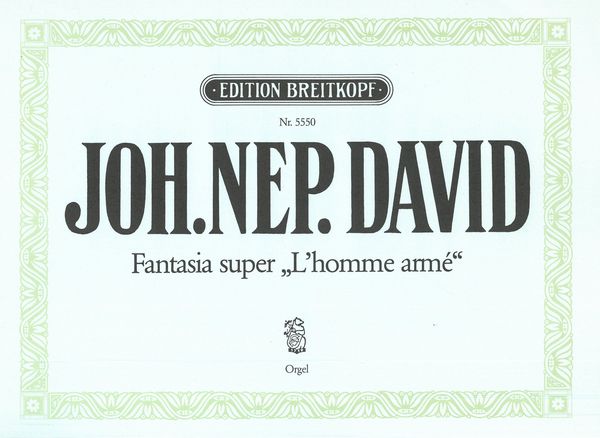 · EDITION BREITKOPF ·
Nr. 5550
JOH. NEP. DAVID
Fantasia super „L’homme armé“
Orgel